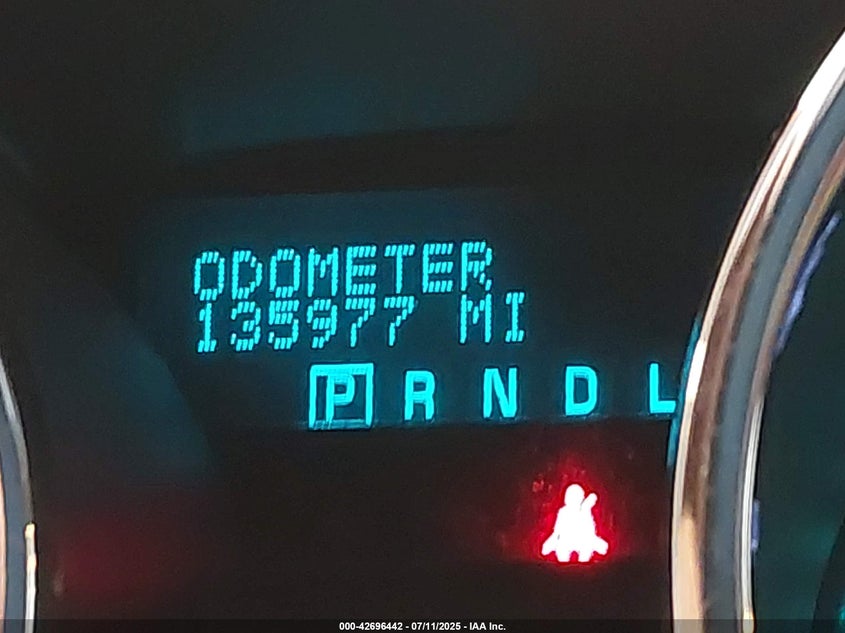 ODOMETER
135977 MI
P R N D L
000-42696442 - 07/11/2025 - IAA Inc.